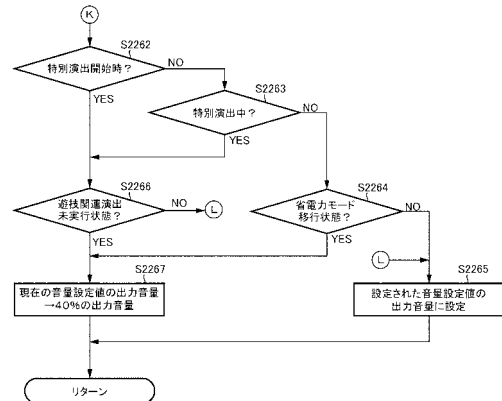 K
S2262
特別演出開始時?
NO
YES
S2263
特別演出中?
NO
YES
S2266
遊技関連演出
未実行状態?
NO
L
YES
S2264
省電力モード
移行状態?
NO
YES
L
S2267
現在の音量設定値の出力音量
→40%の出力音量
S2265
設定された音量設定値の
出力音量に設定
リターン